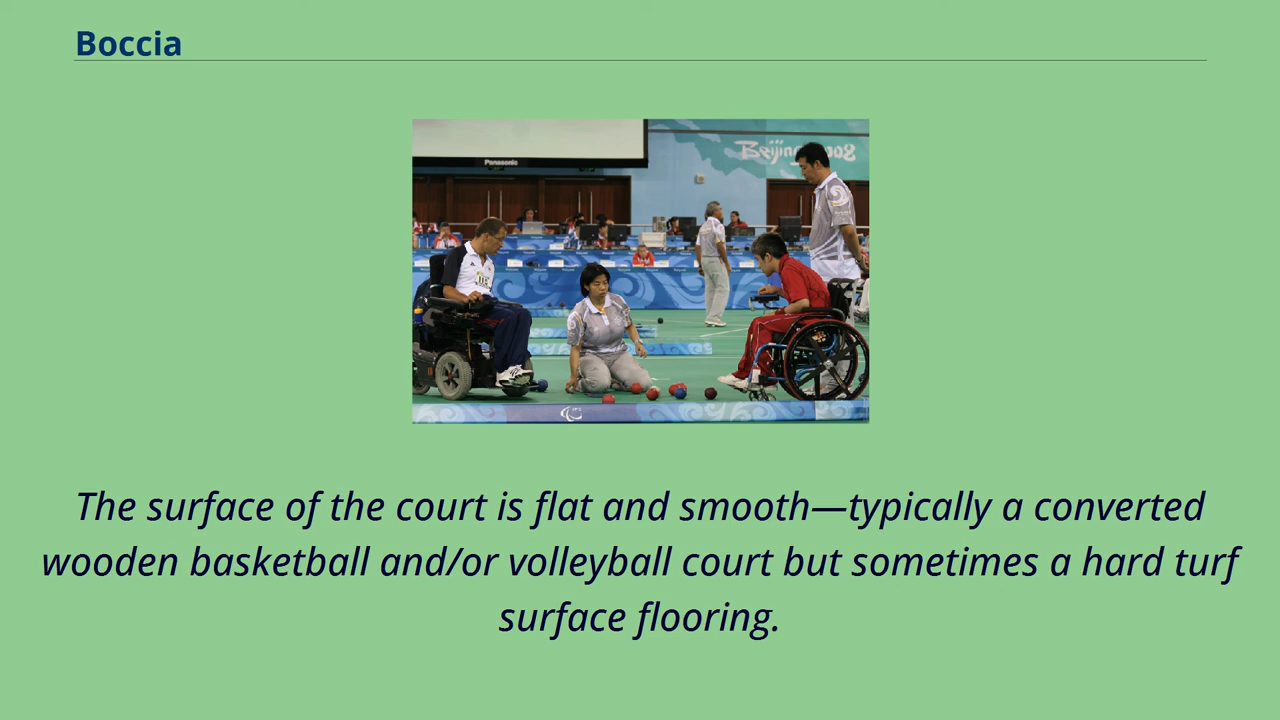 Boccia
Panasonic
Beijing 2008
The surface of the court is flat and smooth—typically a converted
wooden basketball and/or volleyball court but sometimes a hard turf
surface flooring.